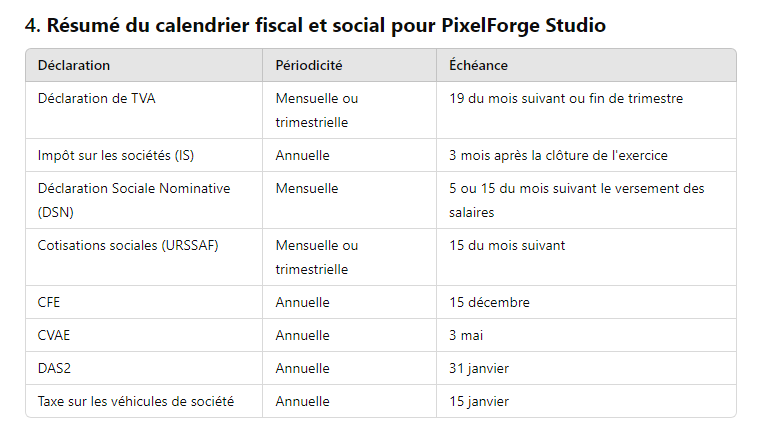 4. Résumé du calendrier fiscal et social pour PixelForge Studio
Déclaration Périodicité Échéance
Déclaration de TVA Mensuelle ou 19 du mois suivant ou fin de trimestre
trimestrielle
Impôt sur les sociétés (IS) Annuelle 3 mois après la clôture de l'exercice
Déclaration Sociale Nominative Mensuelle 5 ou 15 du mois suivant le versement des
(DSN) salaires
Cotisations sociales (URSSAF) Mensuelle ou 15 du mois suivant
trimestrielle
CFE Annuelle 15 décembre
CVAE Annuelle 3 mai
DAS2 Annuelle 31 janvier
Taxe sur les véhicules de société Annuelle 15 janvier